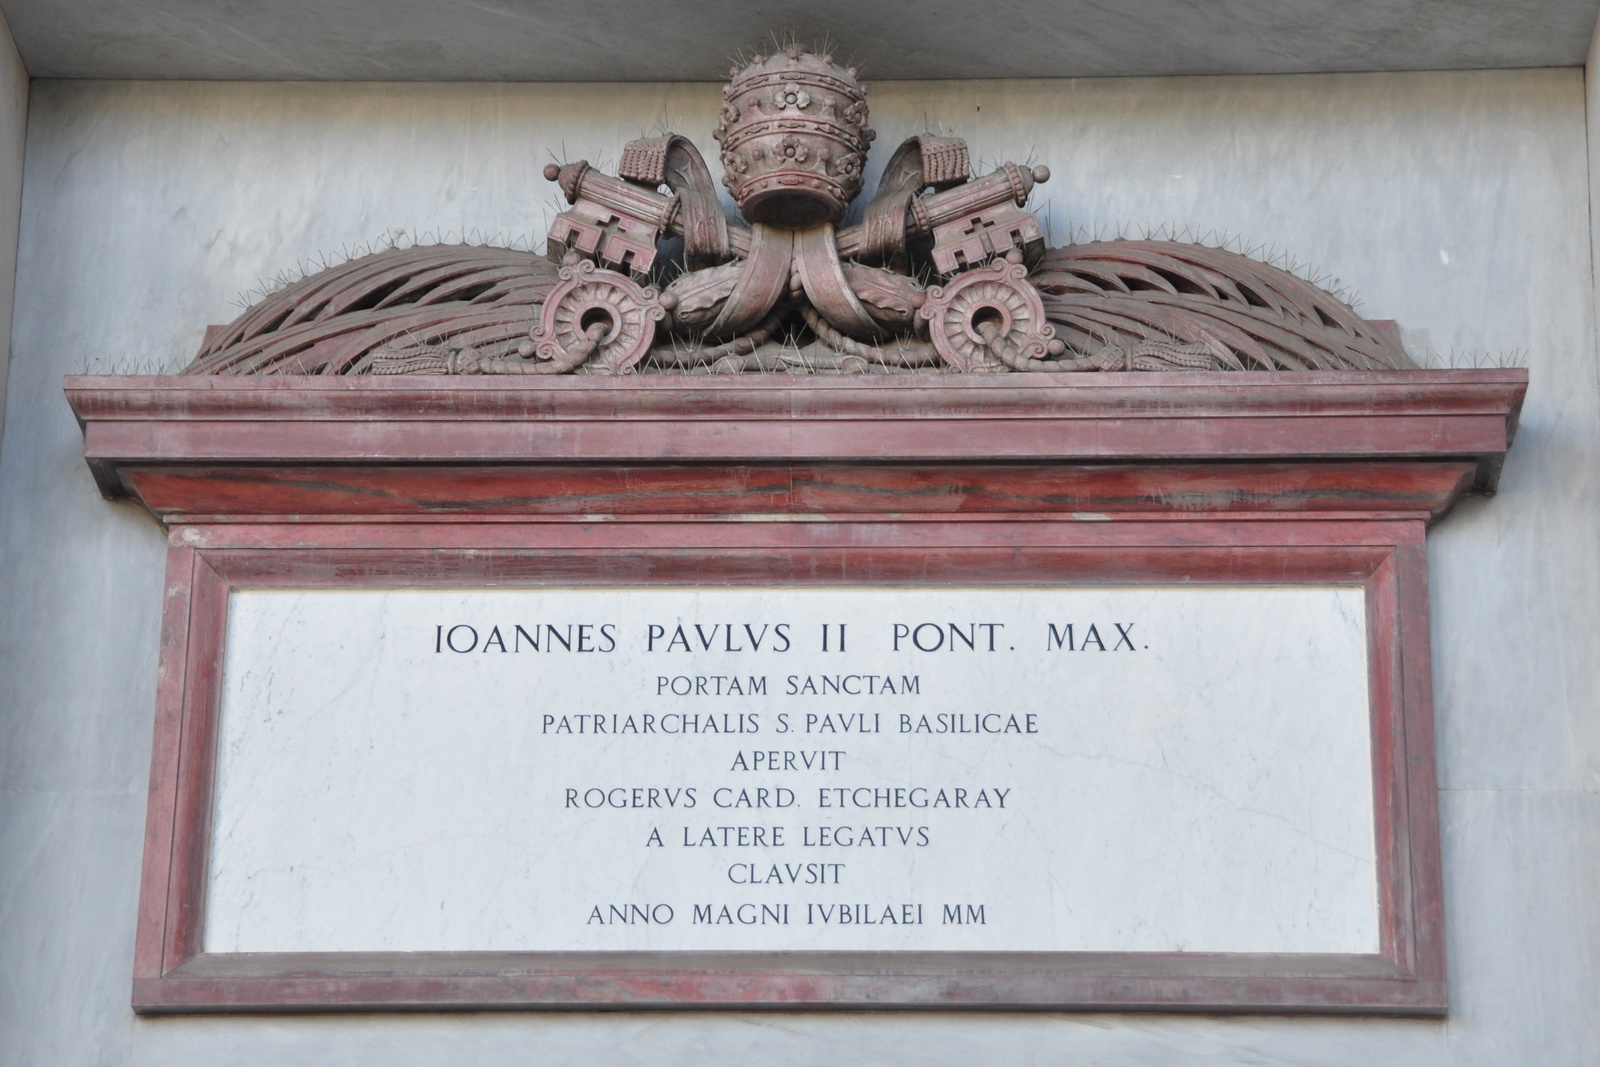 IOANNES PAVLVS II PONT. MAX.
PORTAM SANCTAM
PATRIARCHALIS S. PAVLI BASILICAE
APERVIT
ROGERVS CARD. ETCHEGARAY
A LATERE LEGATVS
CLAVSIT
ANNO MAGNI IVBILAEI MM